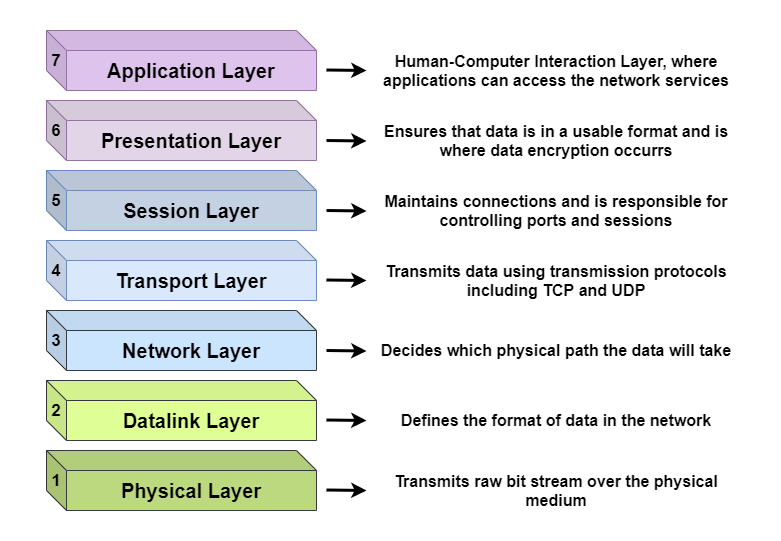 7
Application Layer
Human-Computer Interaction Layer, where
applications can access the network services
6
Presentation Layer
Ensures that data is in a usable format and is
where data encryption occurrs
5
Session Layer
Maintains connections and is responsible for
controlling ports and sessions
4
Transport Layer
Transmits data using transmission protocols
including TCP and UDP
3
Network Layer
Decides which physical path the data will take
2
Datalink Layer
Defines the format of data in the network
1
Physical Layer
Transmits raw bit stream over the physical
medium